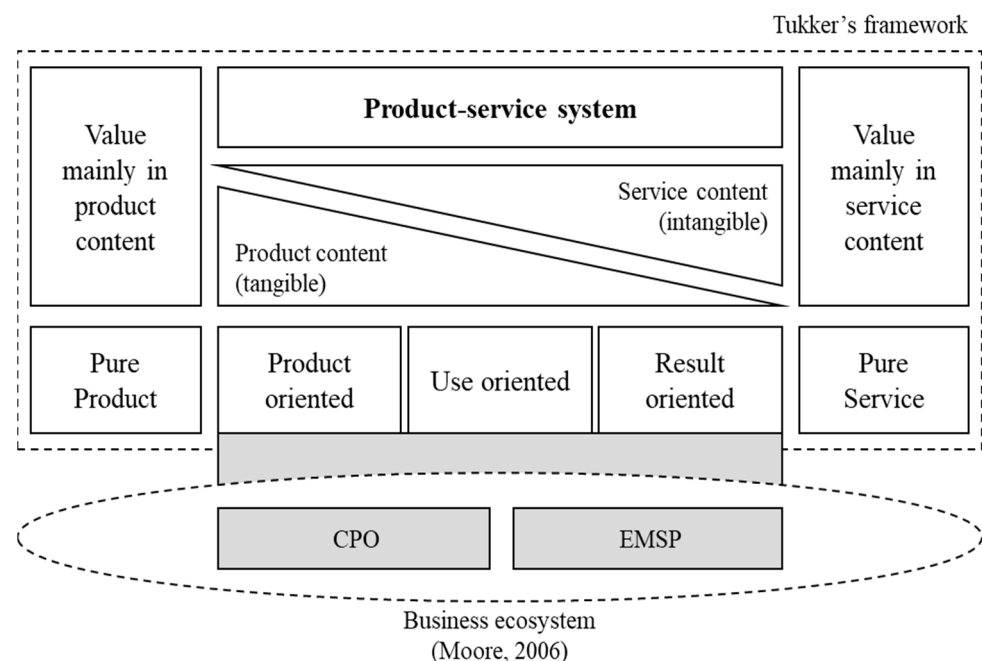 Tukker’s framework
Value
mainly in
product
content
Product-service system
Service content
(intangible)
Product content
(tangible)
Value
mainly in
service
content
Pure
Product
Product
oriented
Use oriented
Result
oriented
Pure
Service
CPO
EMSP
Business ecosystem
(Moore, 2006)